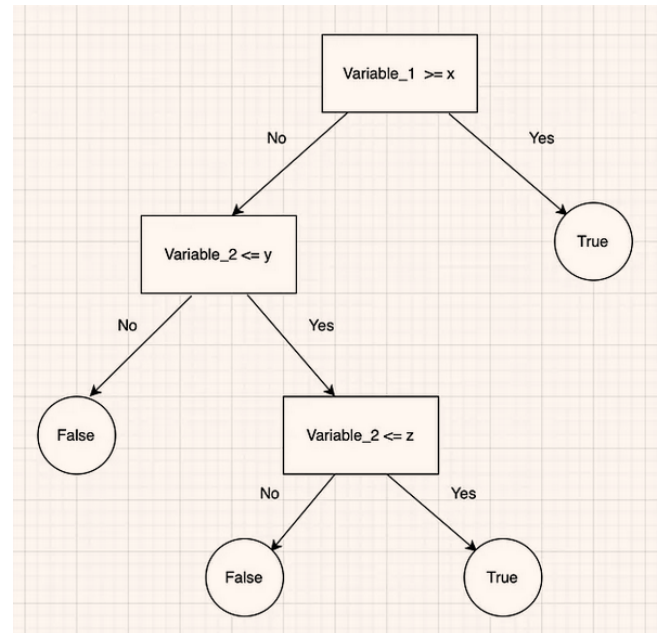 Variable_1 >= x
No
Yes
Variable_2 <= y
True
No
Yes
False
Variable_2 <= z
No
Yes
False
True